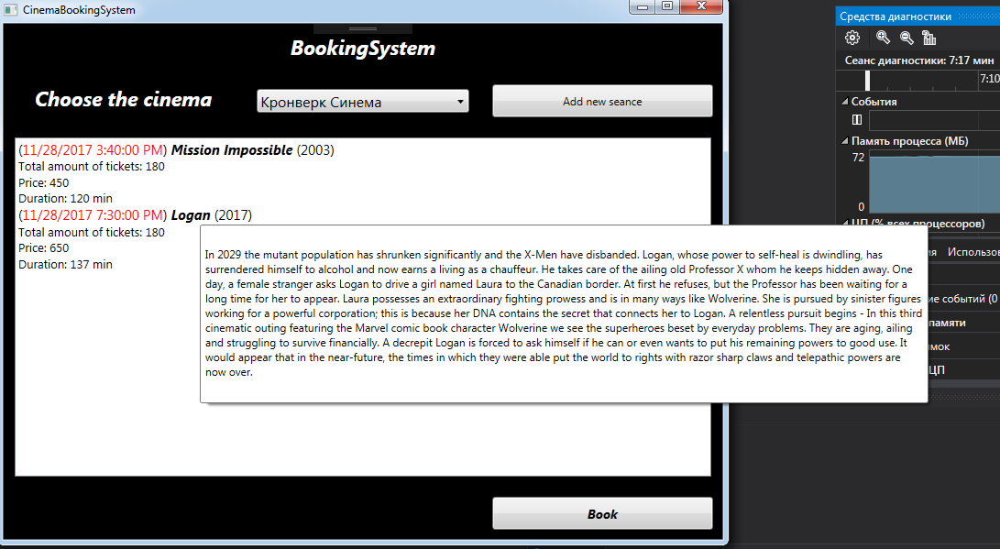 CinemaBookingSystem
BookingSystem
Choose the cinema
Кронверк Синема
Add new seance
(11/28/2017 3:40:00 PM) Mission Impossible (2003)
Total amount of tickets: 180
Price: 450
Duration: 120 min
(11/28/2017 7:30:00 PM) Logan (2017)
Total amount of tickets: 180
Price: 650
Duration: 137 min
In 2029 the mutant population has shrunken significantly and the X-Men have disbanded. Logan, whose power to self-heal is dwindling, has
surrendered himself to alcohol and now earns a living as a chauffeur. He takes care of the ailing old Professor X whom he keeps hidden away. One
day, a female stranger asks Logan to drive a girl named Laura to the Canadian border. At first he refuses, but the Professor has been waiting for a
long time for her to appear. Laura possesses an extraordinary fighting prowess and is in many ways like Wolverine. She is pursued by sinister figures
working for a powerful corporation; this is because her DNA contains the secret that connects her to Logan. A relentless pursuit begins - In this third
cinematic outing featuring the Marvel comic book character Wolverine we see the superheroes beset by everyday problems. They are aging, ailing
and struggling to survive financially. A decrepit Logan is forced to ask himself if he can or even wants to put his remaining powers to good use. It
would appear that in the near-future, the times in which they were able put the world to rights with razor sharp claws and telepathic powers are
now over.
Book
Средства диагностики
Сеанс диагностики: 7:17 мин
7:10
События
Память процесса (МБ)
72
0
ЦП (% всех процессоров)
ия Использов
ие событий (0
памяти
мок
ЦП